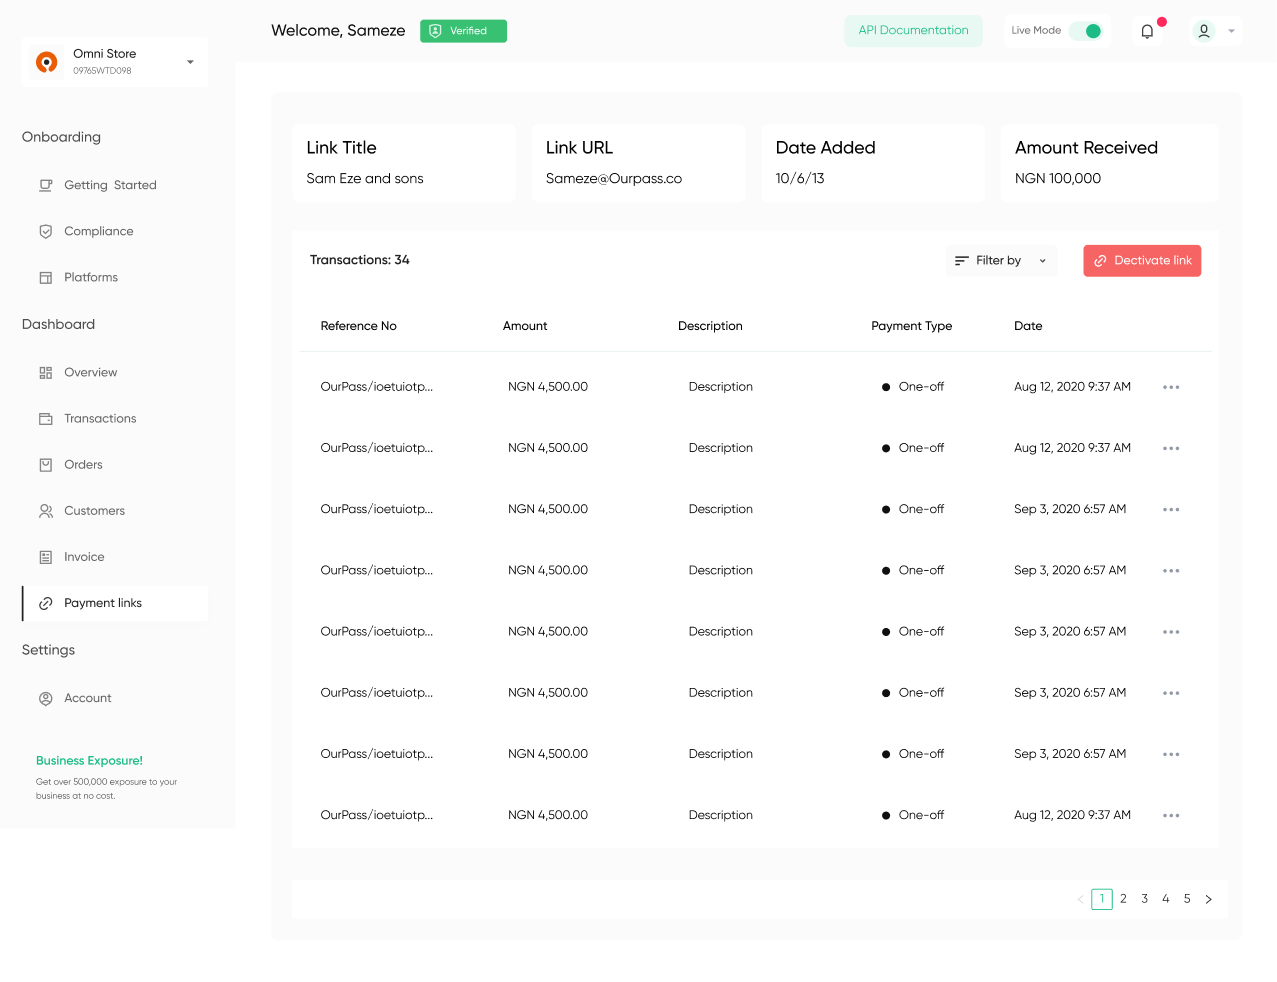 Welcome, Sameze
Verified
API Documentation
Live Mode
Omni Store
09765WTD098
Onboarding
Getting Started
Compliance
Platforms
Dashboard
Overview
Transactions
Orders
Customers
Invoice
Payment links
Settings
Account
Business Exposure!
Get over 500,000 exposure to your
business at no cost.
Link Title
Sam Eze and sons
Link URL
Sameze@Ourpass.co
Date Added
10/6/13
Amount Received
NGN 100,000
Transactions: 34
Filter by
Dectivate link
Reference No Amount Description Payment Type Date
OurPass/ioetuiotp... NGN 4,500.00 Description One-off Aug 12, 2020 9:37 AM
OurPass/ioetuiotp... NGN 4,500.00 Description One-off Aug 12, 2020 9:37 AM
OurPass/ioetuiotp... NGN 4,500.00 Description One-off Sep 3, 2020 6:57 AM
OurPass/ioetuiotp... NGN 4,500.00 Description One-off Sep 3, 2020 6:57 AM
OurPass/ioetuiotp... NGN 4,500.00 Description One-off Sep 3, 2020 6:57 AM
OurPass/ioetuiotp... NGN 4,500.00 Description One-off Sep 3, 2020 6:57 AM
OurPass/ioetuiotp... NGN 4,500.00 Description One-off Sep 3, 2020 6:57 AM
OurPass/ioetuiotp... NGN 4,500.00 Description One-off Aug 12, 2020 9:37 AM
1 2 3 4 5